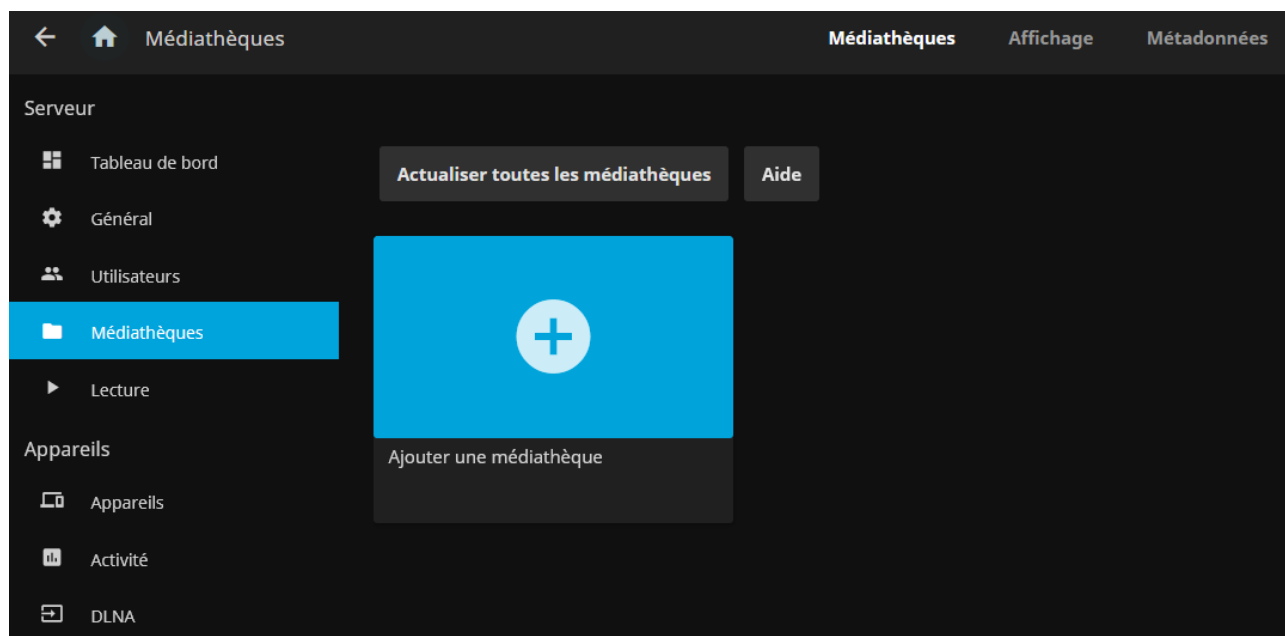 Médiathèques
Médiathèques
Affichage
Métadonnées
Serveur
Tableau de bord
Général
Utilisateurs
Médiathèques
Lecture
Appareils
Appareils
Activité
DLNA
Actualiser toutes les médiathèques
Aide
Ajouter une médiathèque